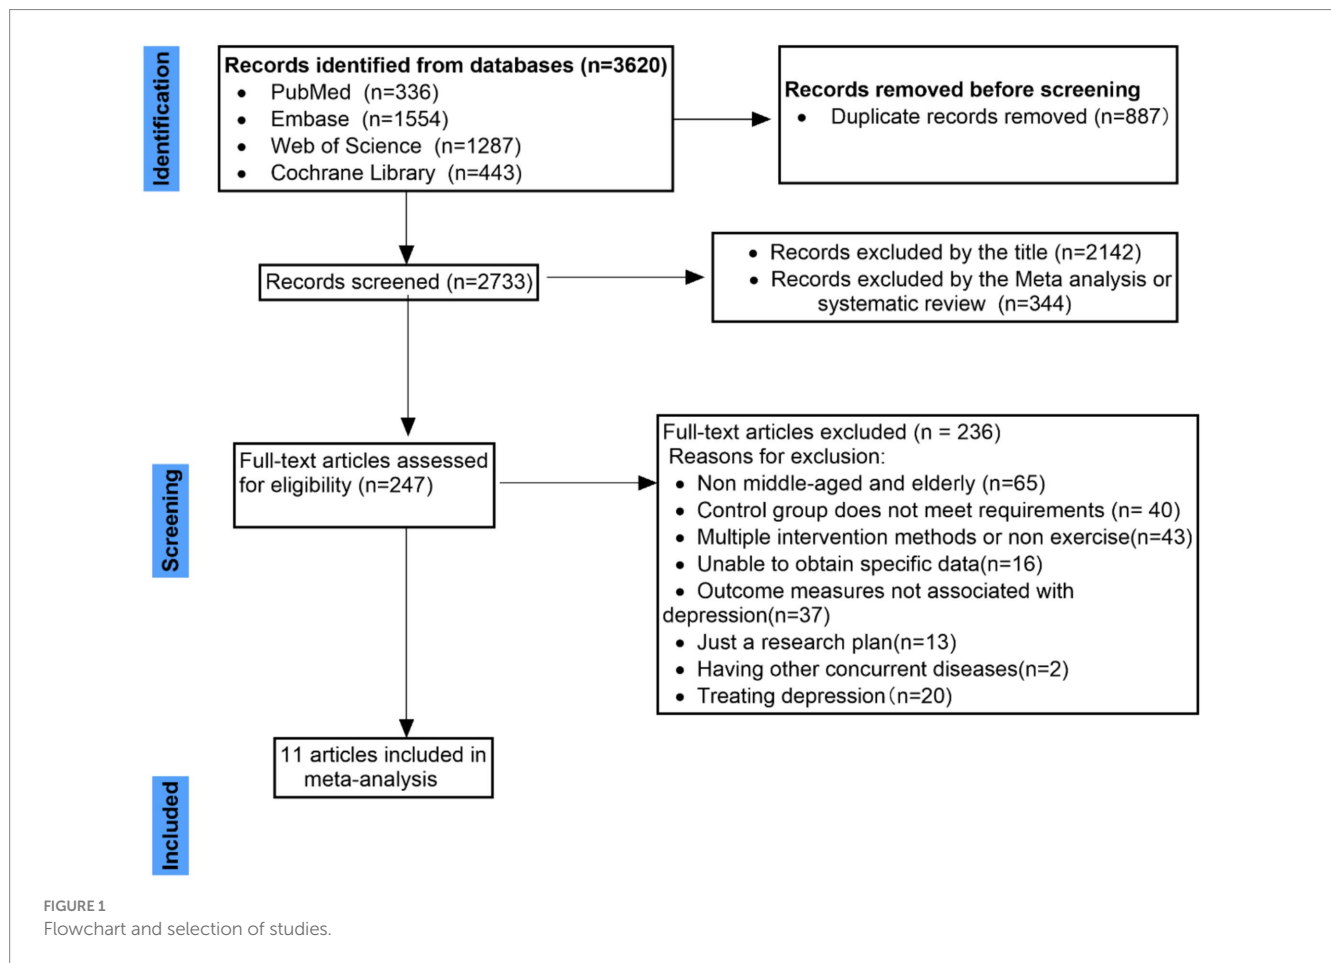 Identification
Records identified from databases (n=3620)
• PubMed (n=336)
• Embase (n=1554)
• Web of Science (n=1287)
• Cochrane Library (n=443)
Records removed before screening
• Duplicate records removed (n=887）
Records screened (n=2733)
• Records excluded by the title (n=2142)
• Records excluded by the Meta analysis or
systematic review (n=344)
Screening
Full-text articles assessed
for eligibility (n=247)
Full-text articles excluded (n = 236)
Reasons for exclusion:
• Non middle-aged and elderly (n=65)
• Control group does not meet requirements (n= 40)
• Multiple intervention methods or non exercise(n=43)
• Unable to obtain specific data(n=16)
• Outcome measures not associated with
depression(n=37)
• Just a research plan(n=13)
• Having other concurrent diseases(n=2)
• Treating depression（n=20)
Included
11 articles included in
meta-analysis
FIGURE 1
Flowchart and selection of studies.